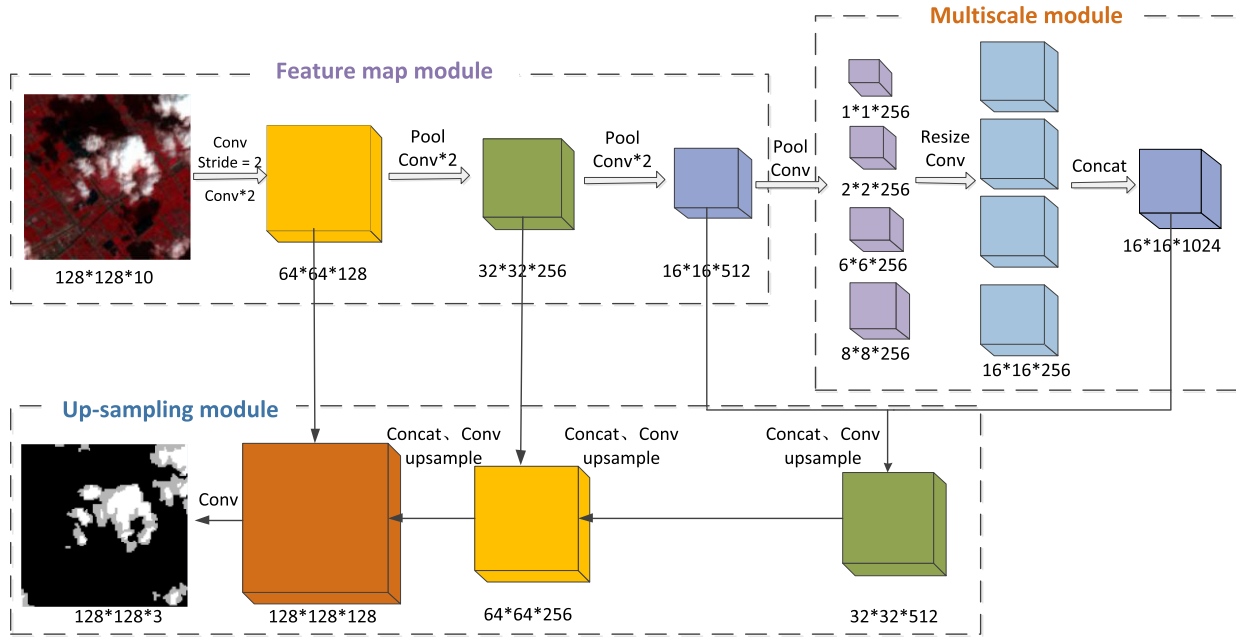 Multiscale module
Feature map module
Conv
Stride = 2
Conv*2
Pool
Conv*2
Pool
Conv*2
Pool
Conv
128*128*10
64*64*128
32*32*256
16*16*512
1*1*256
2*2*256
6*6*256
8*8*256
Resize
Conv
16*16*256
Concat
16*16*1024
Up-sampling module
Concat、Conv
upsample
Concat、Conv
upsample
Concat、Conv
upsample
Conv
128*128*3
128*128*128
64*64*256
32*32*512